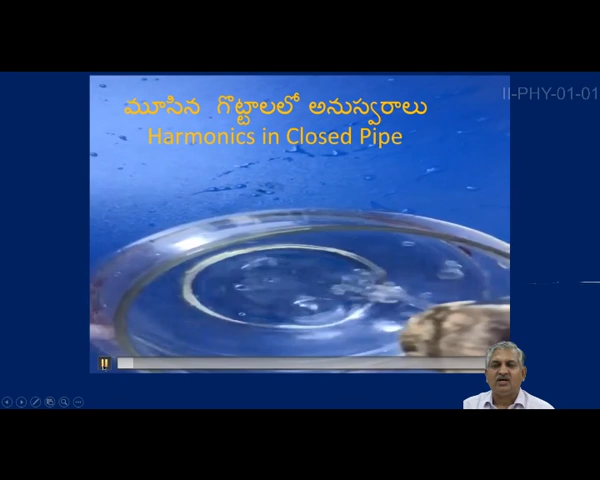 మూసిన గొట్టాలలో అనుస్వరాలు
Harmonics in Closed Pipe
II-PHY-01-01